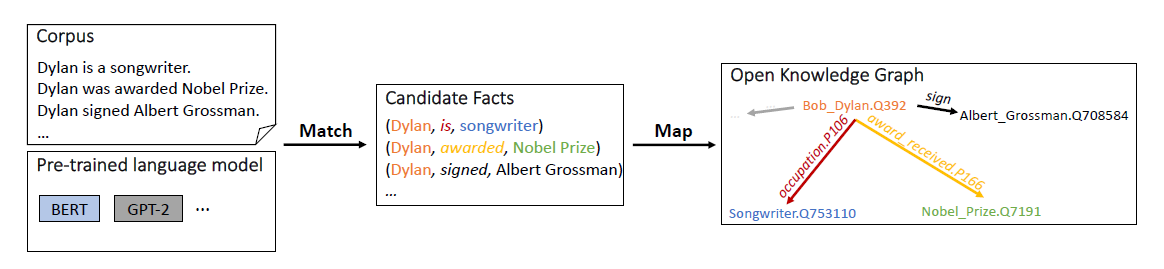 Corpus
Dylan is a songwriter.
Dylan was awarded Nobel Prize.
Dylan signed Albert Grossman.
...
Pre-trained language model
BERT GPT-2 ...
Match
Candidate Facts
(Dylan, is, songwriter)
(Dylan, awarded, Nobel Prize)
(Dylan, signed, Albert Grossman)
...
Map
Open Knowledge Graph
... Bob_Dylan.Q392 sign Albert_Grossman.Q708584
occupation.P106
award_received.P166
Songwriter.Q753110
Nobel_Prize.Q7191